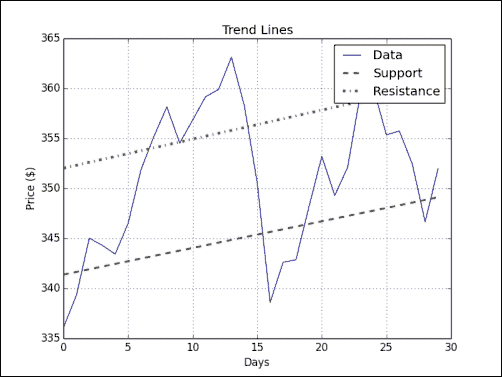 Trend Lines
Data
Support
Resistance
Price ($)
365
360
355
350
345
340
335
0 5 10 15 20 25 30
Days